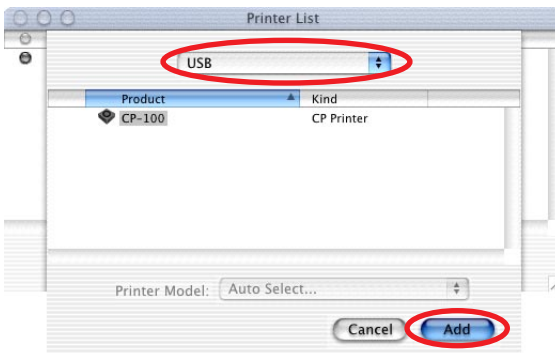 Printer List
USB
Product Kind
CP-100 CP Printer
Printer Model: Auto Select...
Cancel Add